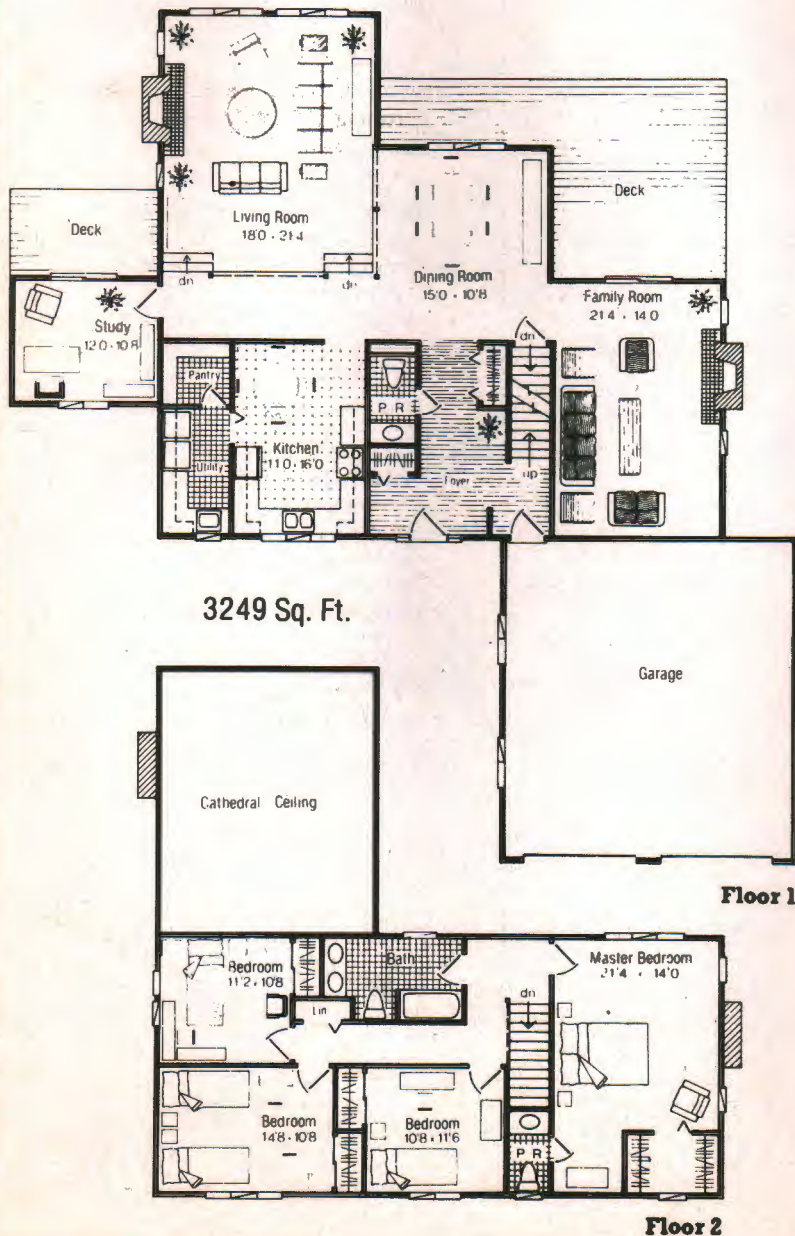 Living Room
18'0 · 21'4
Deck
dn
dn
Deck
Dining Room
15'0 · 10'8
Family Room
21'4 · 14'0
Study
12'0 · 10'8
dn
Pantry
P R
Kitchen
11'0 · 16'0
Utility
up
Foyer
3249 Sq. Ft.
Garage
Cathedral Ceiling
Floor 1
Bedroom
11'2 · 10'8
Bath
Master Bedroom
21'4 · 14'0
dn
Lin
Bedroom
14'8 · 10'8
Bedroom
10'8 · 11'6
P R
Floor 2